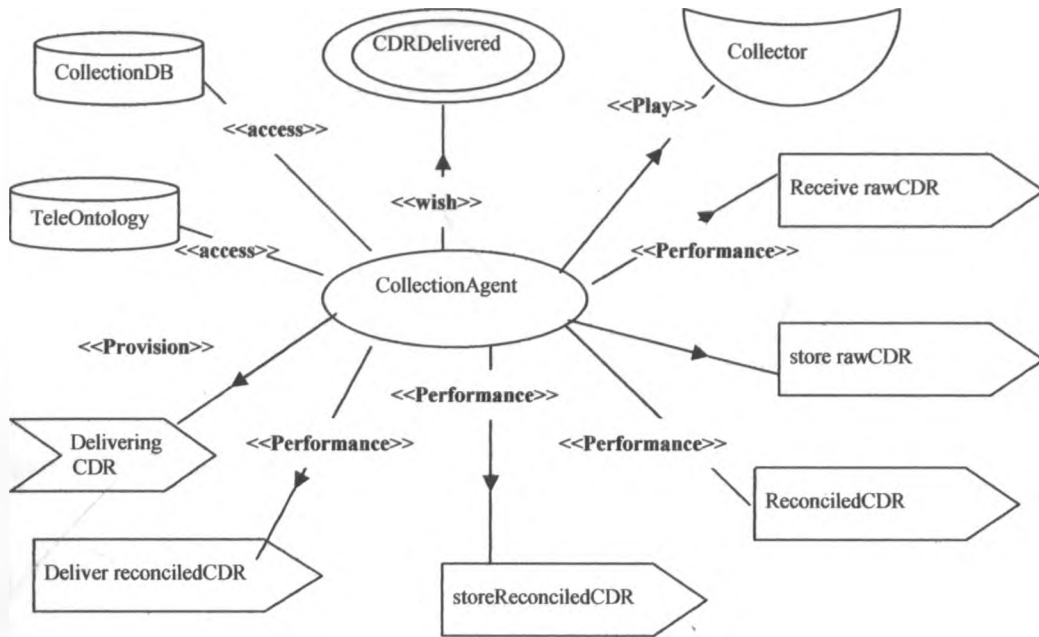 CDRDelivered
Collector
CollectionDB
<<Play>>
<<access>>
Receive rawCDR
<<wish>>
TeleOntology
<<access>>
<<Performance>>
CollectionAgent
<<Provision>>
store rawCDR
<<Performance>>
Delivering
CDR
<<Performance>>
<<Performance>>
ReconciledCDR
Deliver reconciledCDR
storeReconciledCDR